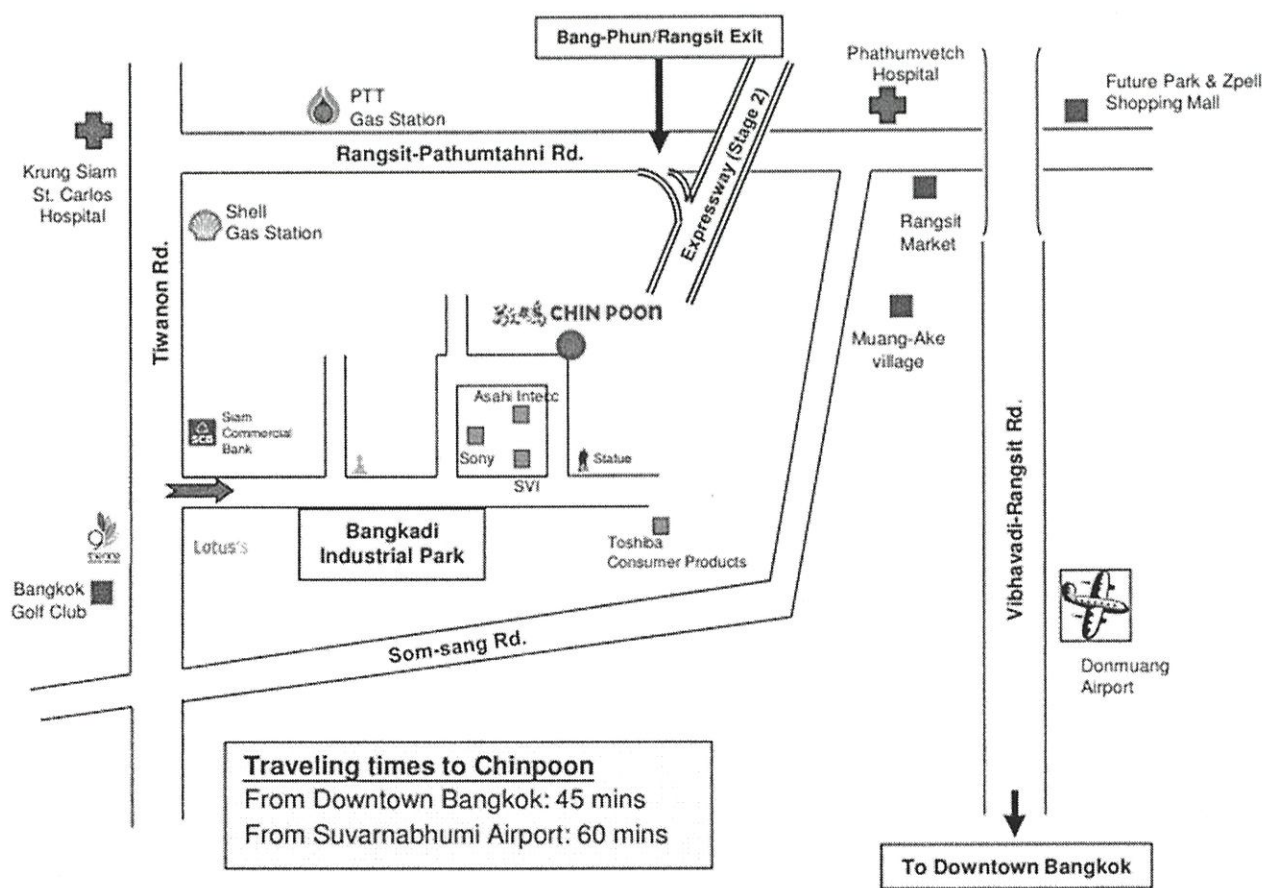 Bang-Phun/Rangsit Exit
Phathumvetch
Hospital
Future Park & Zpell
Shopping Mall
PTT
Gas Station
Rangsit-Pathumtahni Rd.
Krung Siam
St. Carlos
Hospital
Shell
Gas Station
Expressway (Stage 2)
Rangsit
Market
Tiwanon Rd.
CHIN POON
Muang-Ake
village
Asahi Intecc
Siam
Commercial
Bank
SCB
Sony
Statue
SVI
Vibhavadi-Rangsit Rd.
Bangkadi
Industrial Park
Lotus's
Toshiba
Consumer Products
Bangkok
Golf Club
Som-sang Rd.
Donmuang
Airport
Traveling times to Chinpoon
From Downtown Bangkok: 45 mins
From Suvarnabhumi Airport: 60 mins
To Downtown Bangkok